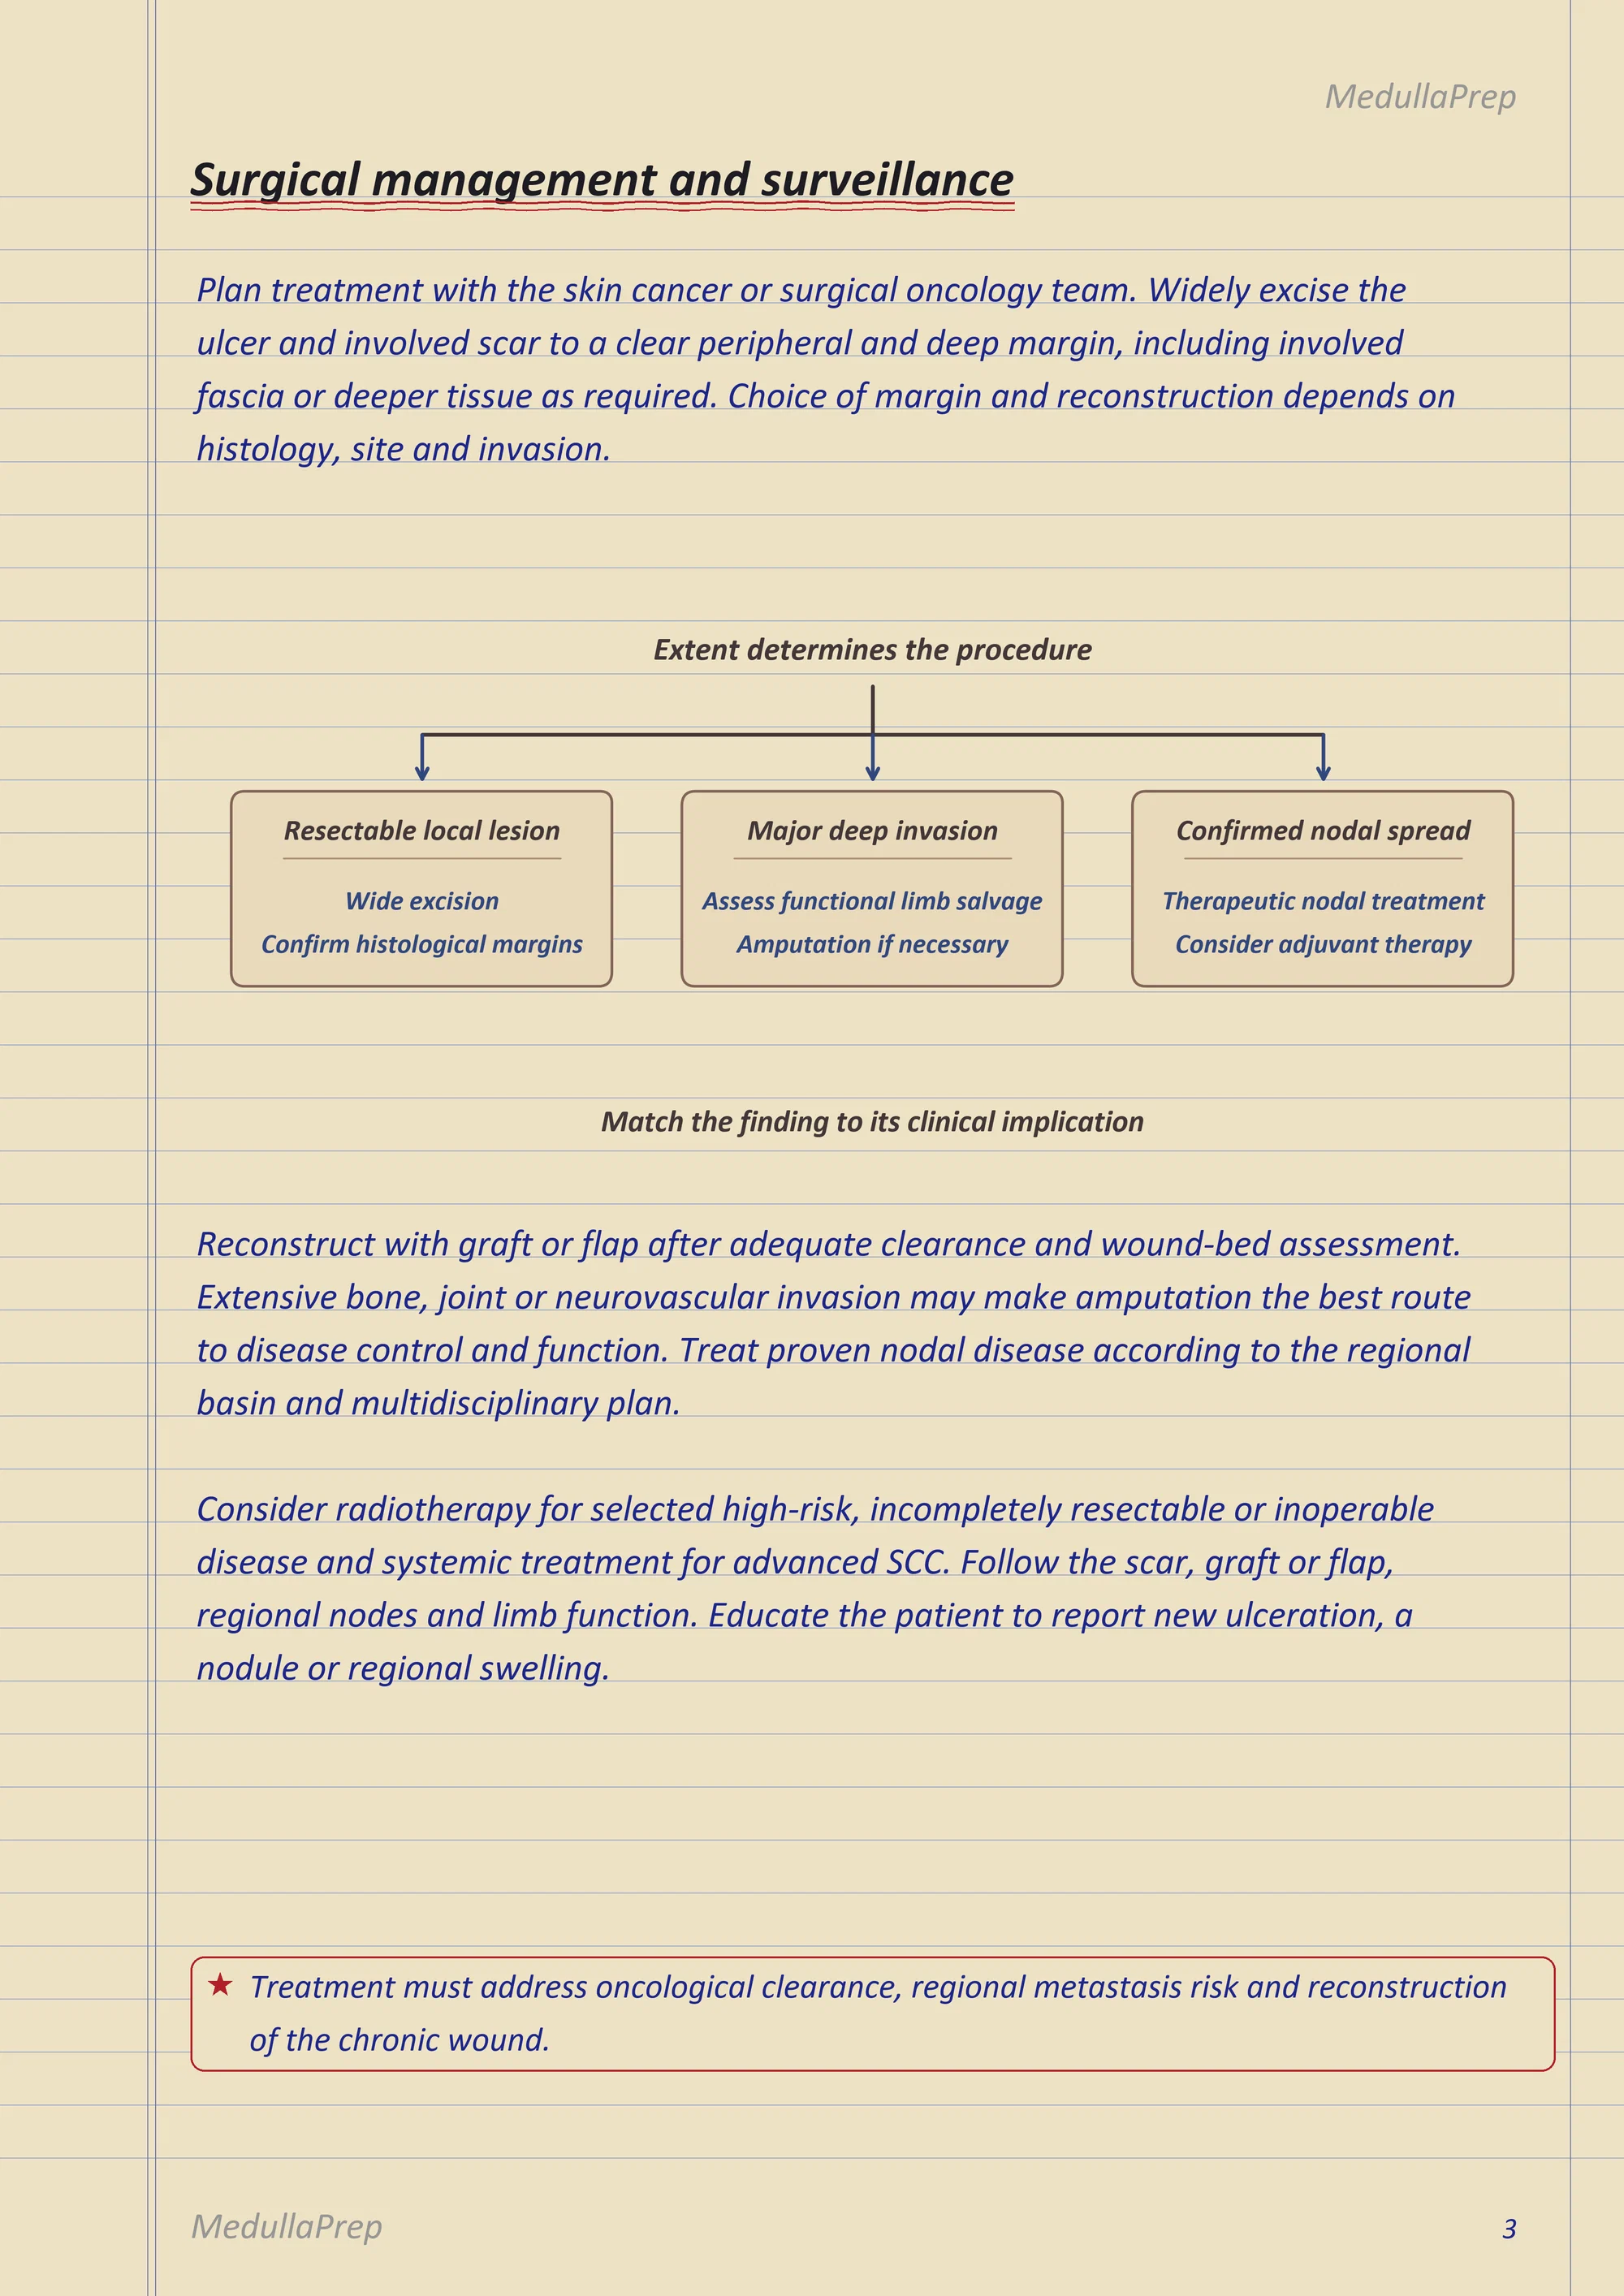 MedullaPrep
Surgical management and surveillance
Plan treatment with the skin cancer or surgical oncology team. Widely excise the
ulcer and involved scar to a clear peripheral and deep margin, including involved
fascia or deeper tissue as required. Choice of margin and reconstruction depends on
histology, site and invasion.
Extent determines the procedure
Resectable local lesion
Wide excision
Confirm histological margins
Major deep invasion
Assess functional limb salvage
Amputation if necessary
Confirmed nodal spread
Therapeutic nodal treatment
Consider adjuvant therapy
Match the finding to its clinical implication
Reconstruct with graft or flap after adequate clearance and wound-bed assessment.
Extensive bone, joint or neurovascular invasion may make amputation the best route
to disease control and function. Treat proven nodal disease according to the regional
basin and multidisciplinary plan.
Consider radiotherapy for selected high-risk, incompletely resectable or inoperable
disease and systemic treatment for advanced SCC. Follow the scar, graft or flap,
regional nodes and limb function. Educate the patient to report new ulceration, a
nodule or regional swelling.
★ Treatment must address oncological clearance, regional metastasis risk and reconstruction
of the chronic wound.
MedullaPrep
3